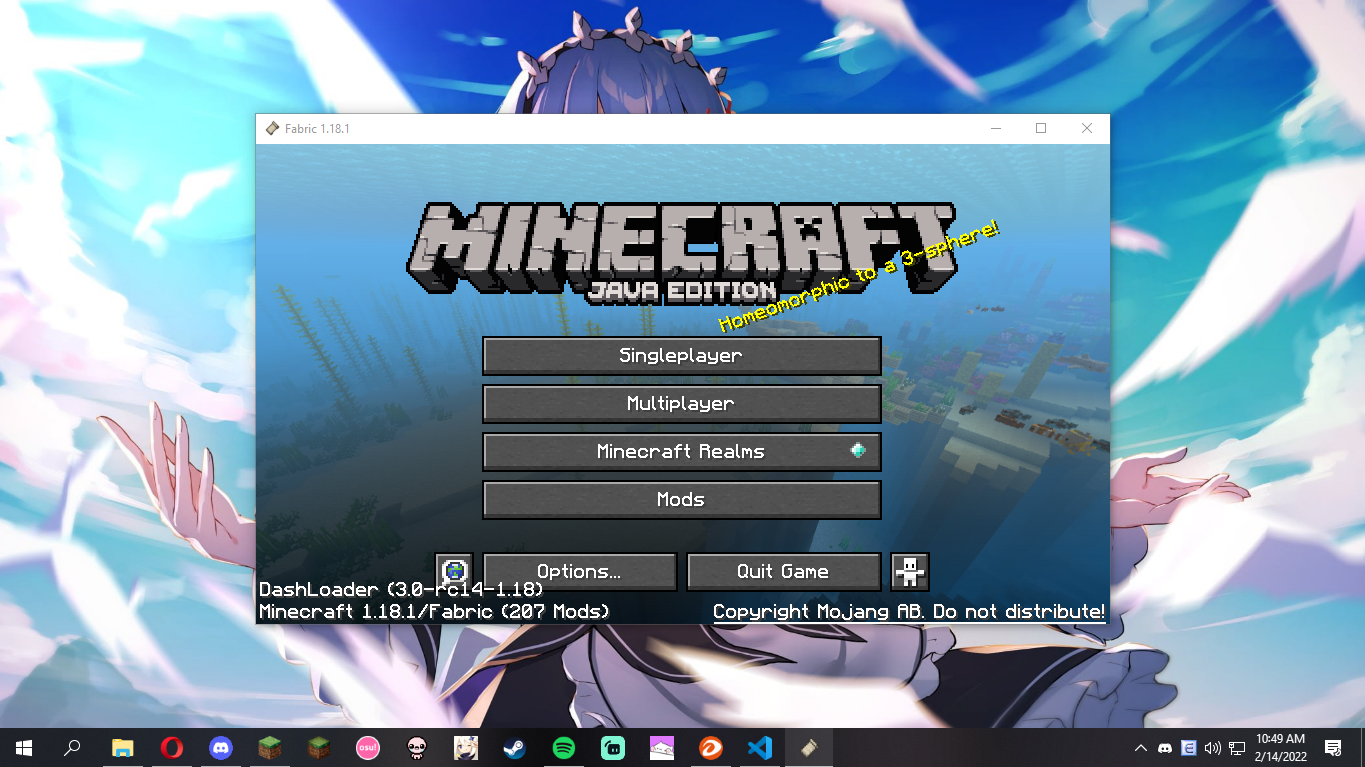 Fabric 1.18.1
MINECRAFT
JAVA EDITION
Homeomorphic to a 3-sphere!
Singleplayer
Multiplayer
Minecraft Realms
Mods
Options...
Quit Game
DashLoader (3.0-rc14-1.18)
Minecraft 1.18.1/Fabric (207 Mods)
Copyright Mojang AB. Do not distribute!
osu!
E
10:49 AM
2/14/2022